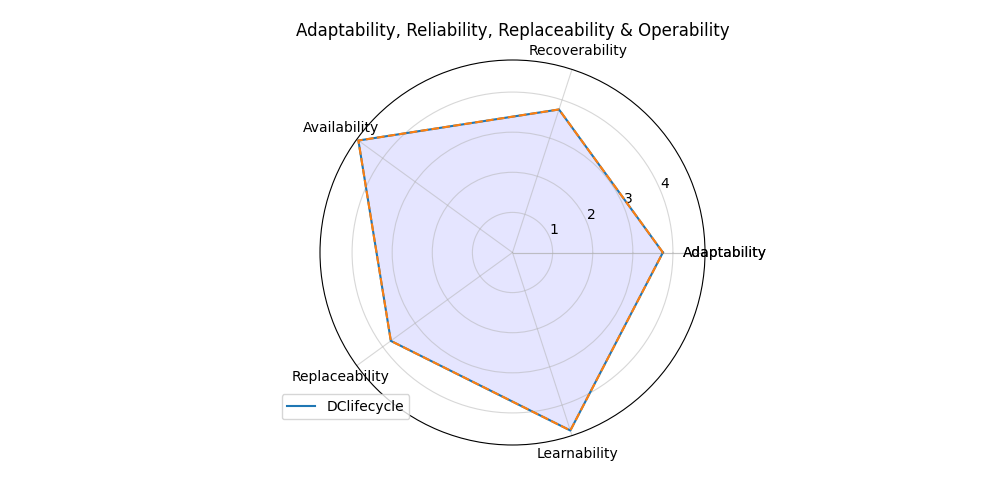 Adaptability, Reliability, Replaceability & Operability
Recoverability
Availability
4
3
2
1
Adaptability
Replaceability
DClifecycle
Learnability